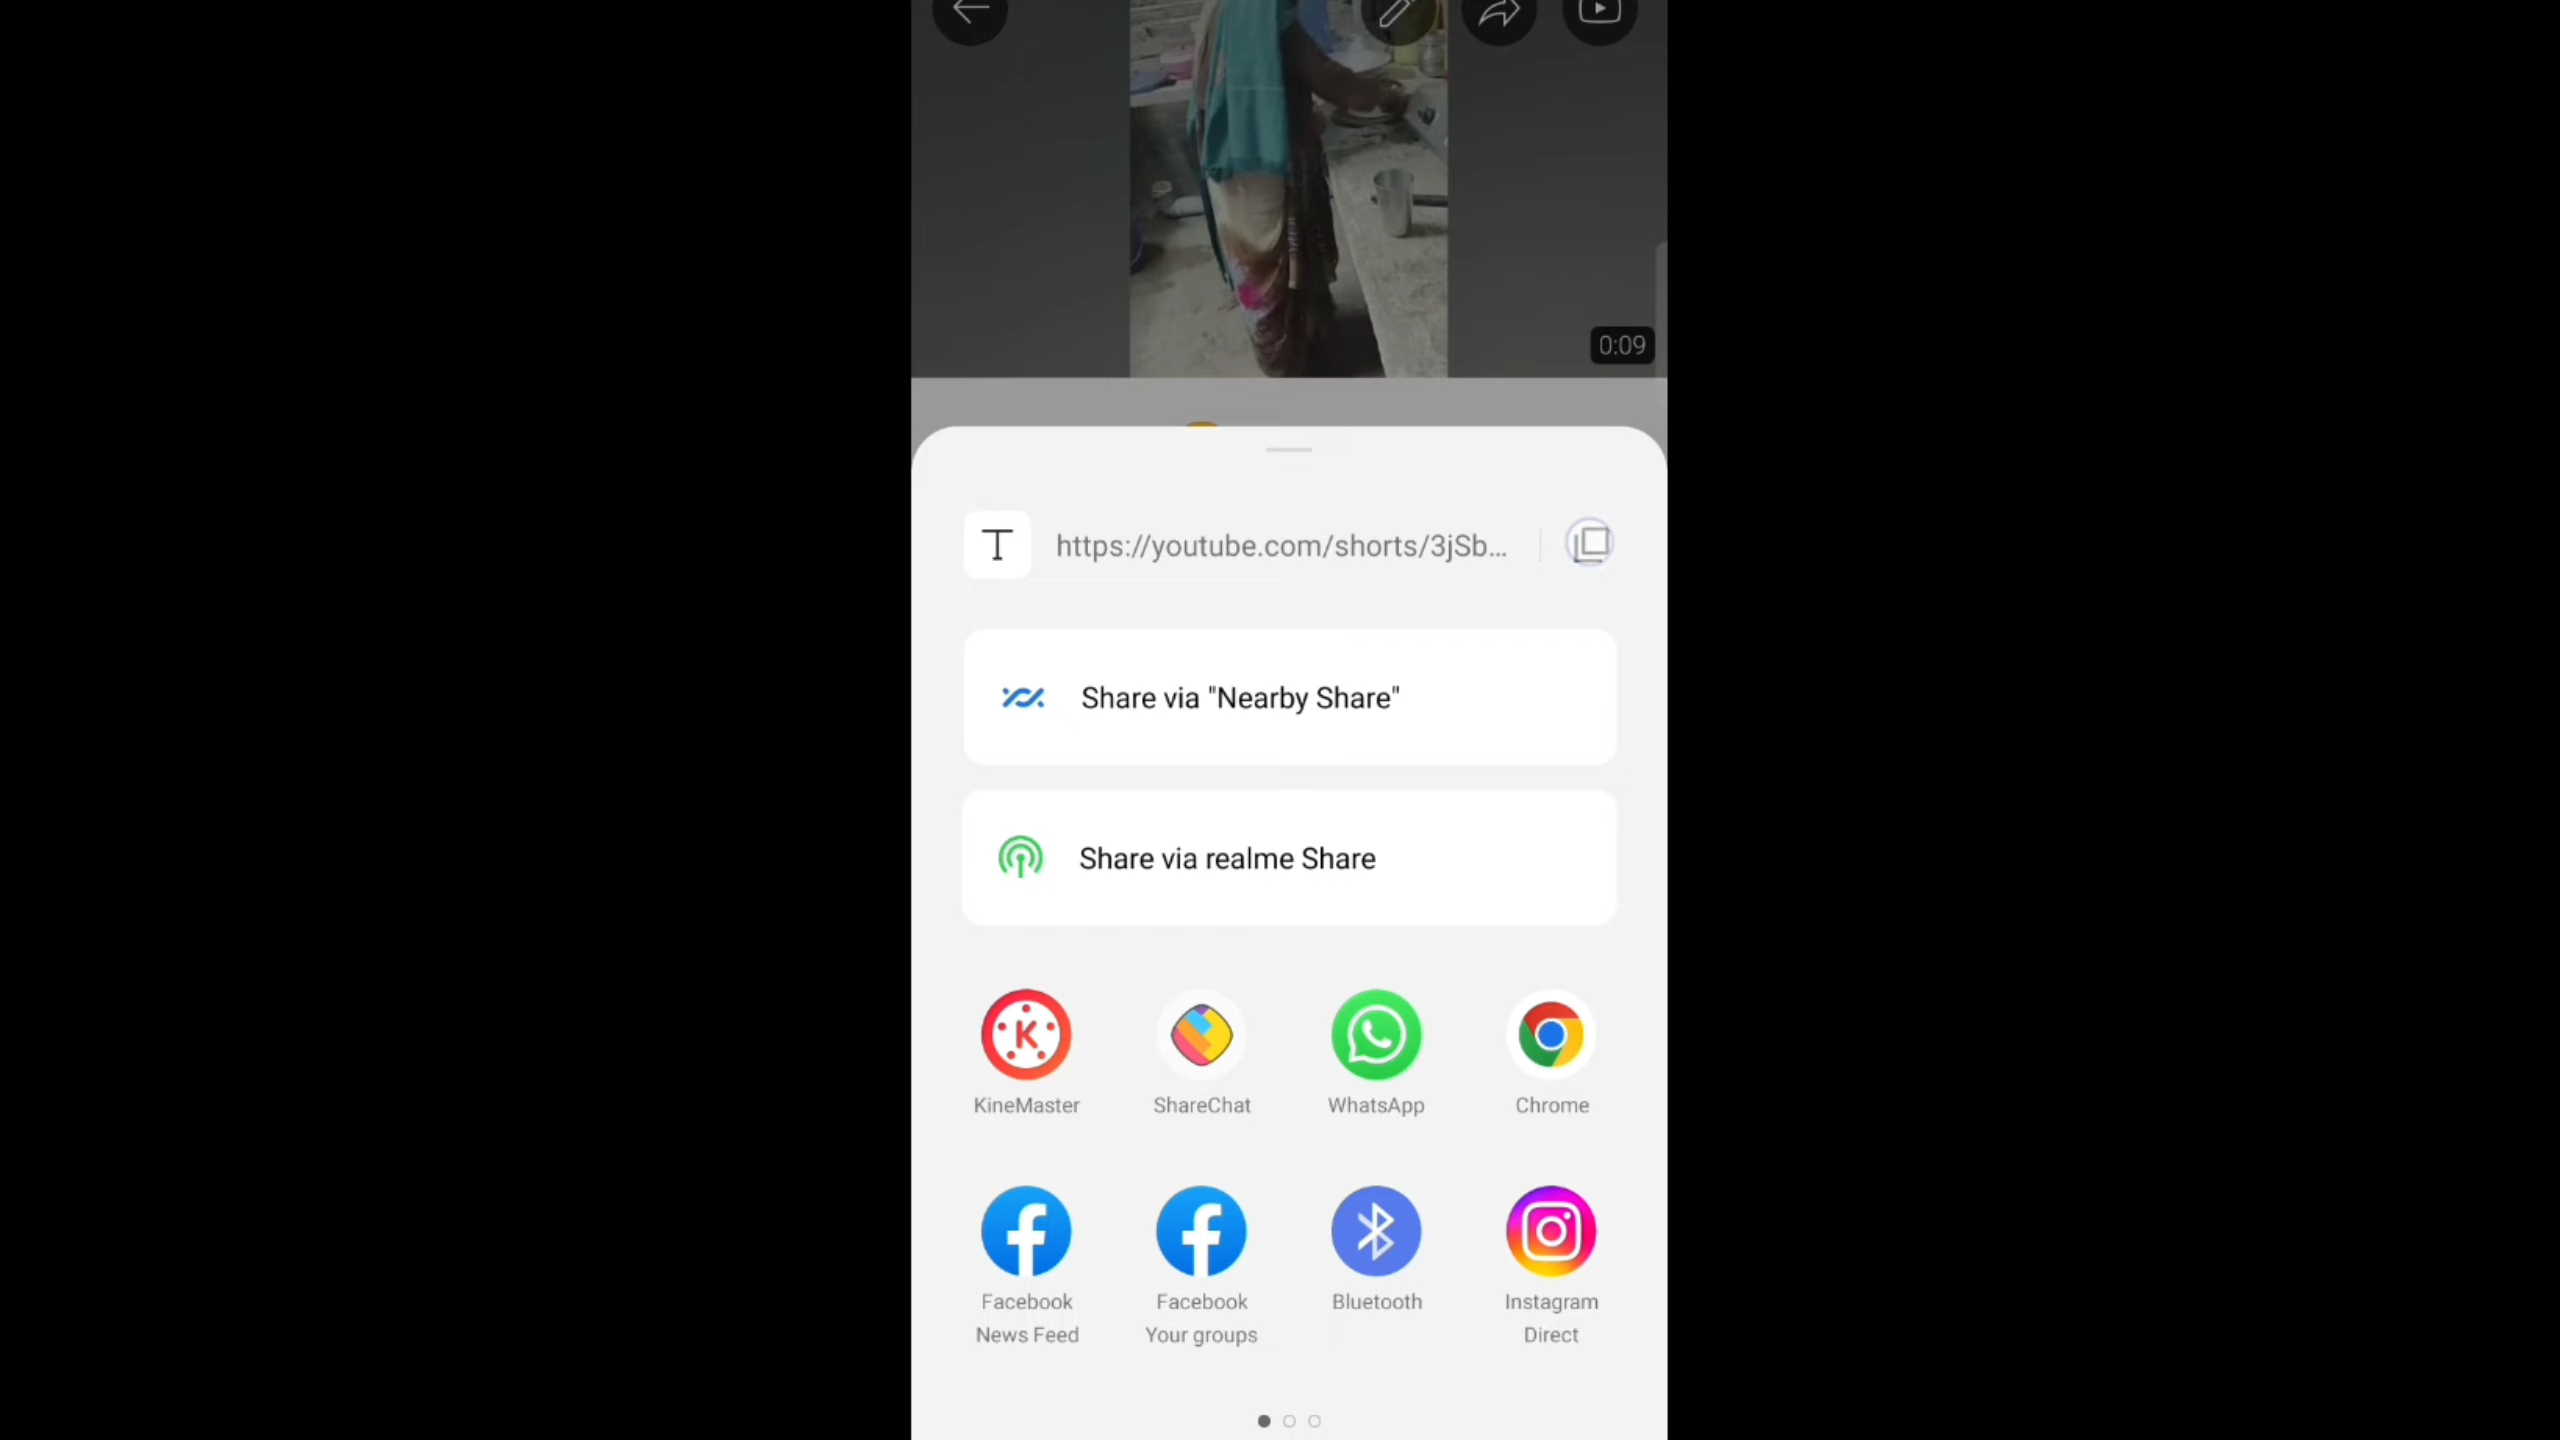 0:09
T https://youtube.com/shorts/3jSb...
Share via "Nearby Share"
Share via realme Share
KineMaster
ShareChat
WhatsApp
Chrome
Facebook
News Feed
Facebook
Your groups
Bluetooth
Instagram
Direct